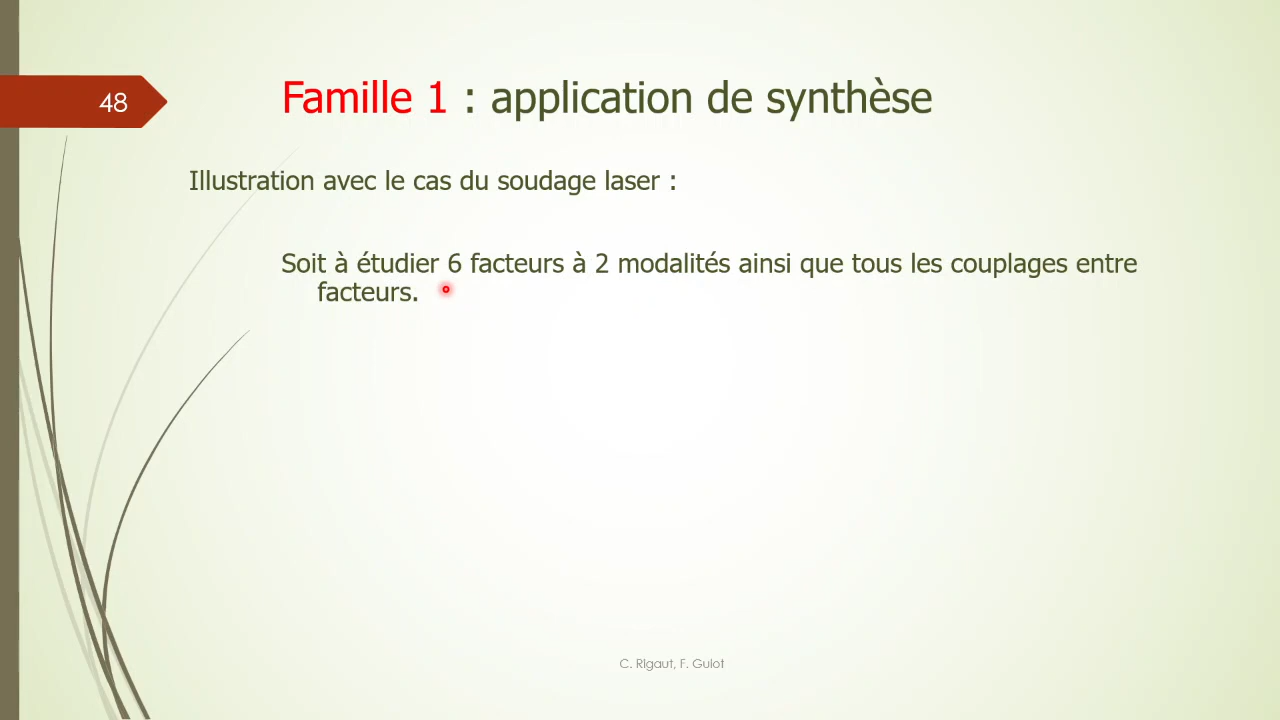 48
Famille 1 : application de synthèse
Illustration avec le cas du soudage laser :
Soit à étudier 6 facteurs à 2 modalités ainsi que tous les couplages entre
facteurs.
C. Rigaut, F. Guiot